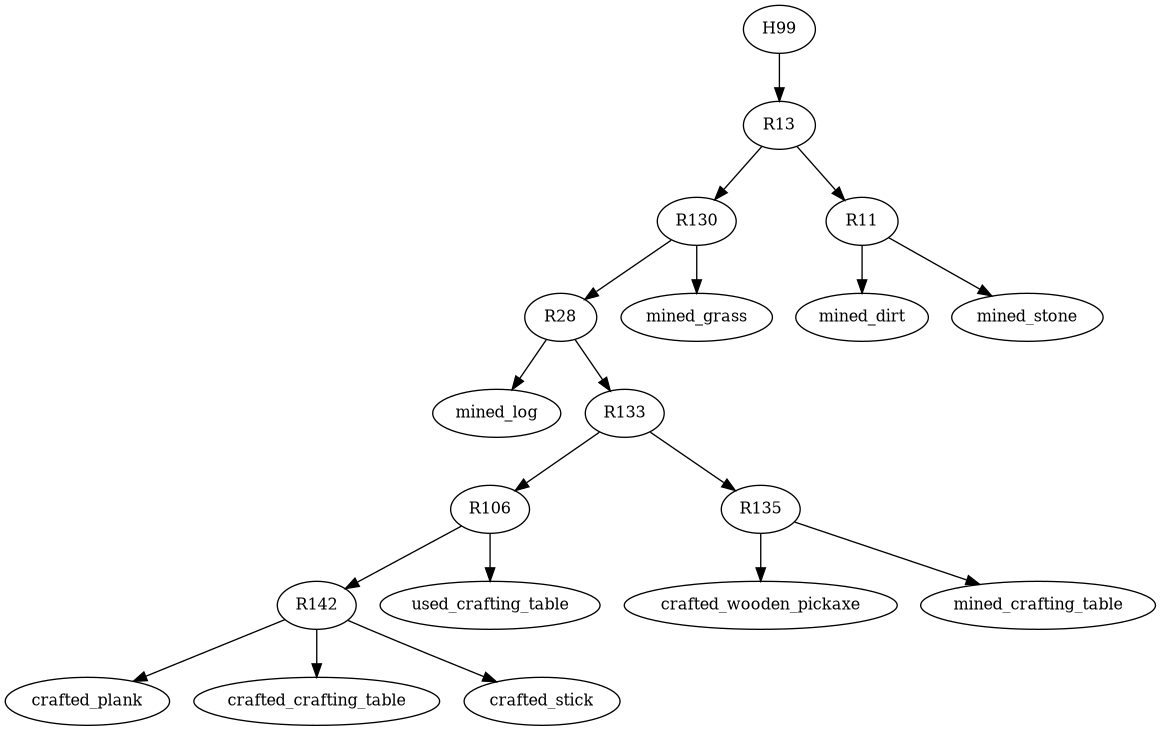 H99
R13
R130
R11
R28
mined_grass
mined_dirt
mined_stone
mined_log
R133
R106
R135
R142
used_crafting_table
crafted_wooden_pickaxe
mined_crafting_table
crafted_plank
crafted_crafting_table
crafted_stick